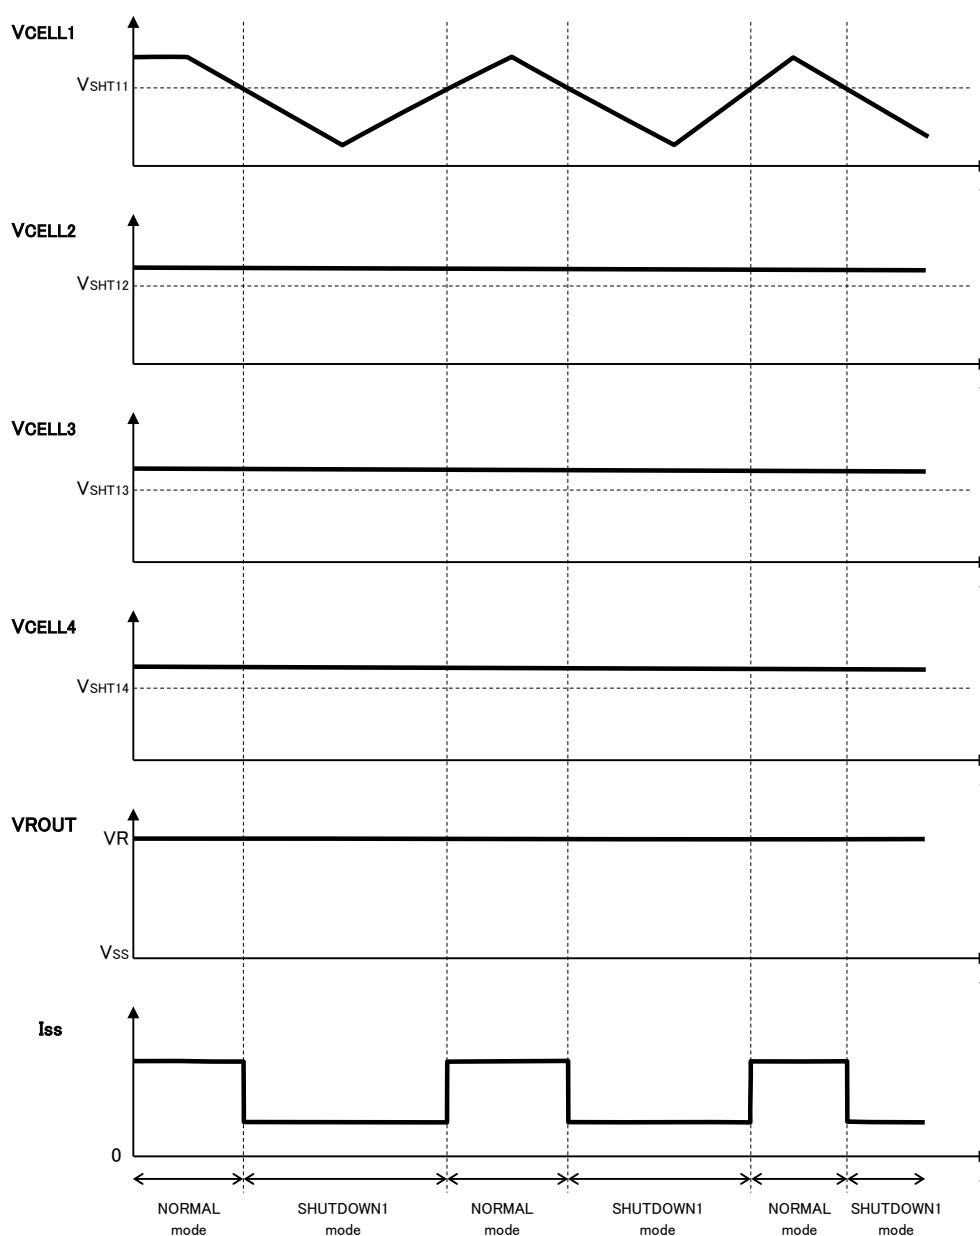 VCELL1
VSHT11
VCELL2
VSHT12
VCELL3
VSHT13
VCELL4
VSHT14
VROUT
VR
VSS
Iss
0
NORMAL mode
SHUTDOWN1 mode
NORMAL mode
SHUTDOWN1 mode
NORMAL mode
SHUTDOWN1 mode